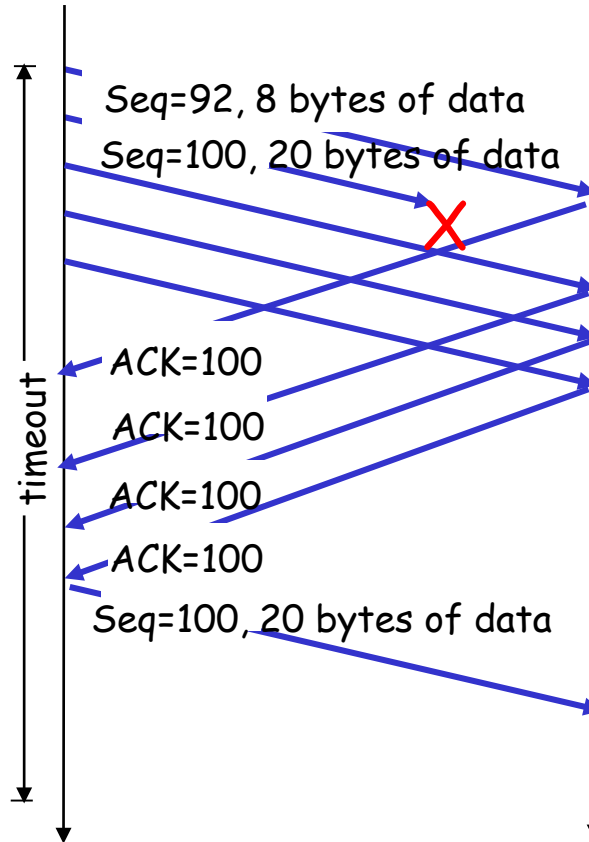 Seq=92, 8 bytes of data
Seq=100, 20 bytes of data
ACK=100
ACK=100
timeout
ACK=100
ACK=100
Seq=100, 20 bytes of data